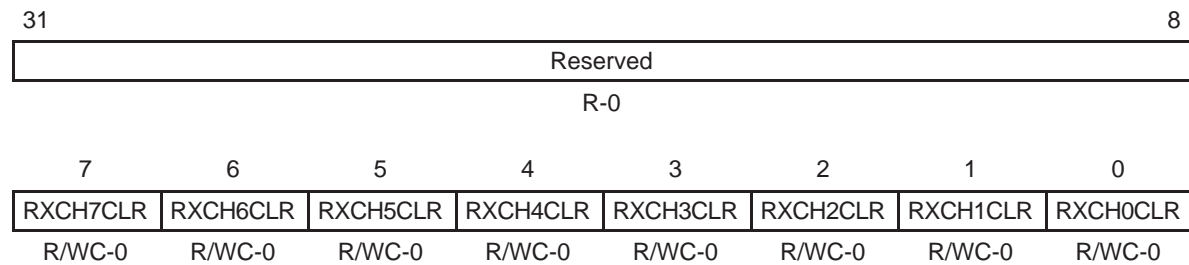 31 8
Reserved
R-0
7 6 5 4 3 2 1 0
RXCH7CLR RXCH6CLR RXCH5CLR RXCH4CLR RXCH3CLR RXCH2CLR RXCH1CLR RXCH0CLR
R/WC-0 R/WC-0 R/WC-0 R/WC-0 R/WC-0 R/WC-0 R/WC-0 R/WC-0